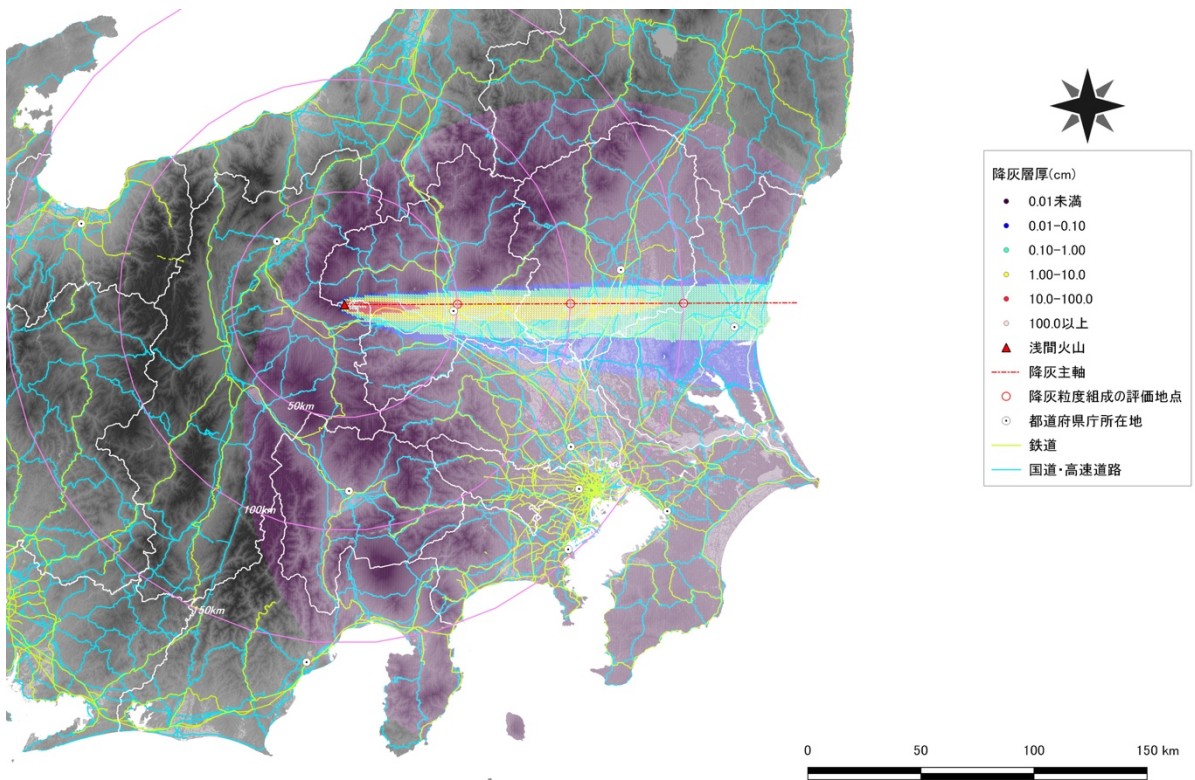 降灰層厚(cm)
0.01未満
0.01-0.10
0.10-1.00
1.00-10.0
10.0-100.0
100.0以上
浅間火山
降灰主軸
降灰粒度組成の評価地点
都道府県庁所在地
鉄道
国道・高速道路
50km
100km
150km
0 50 100 150 km